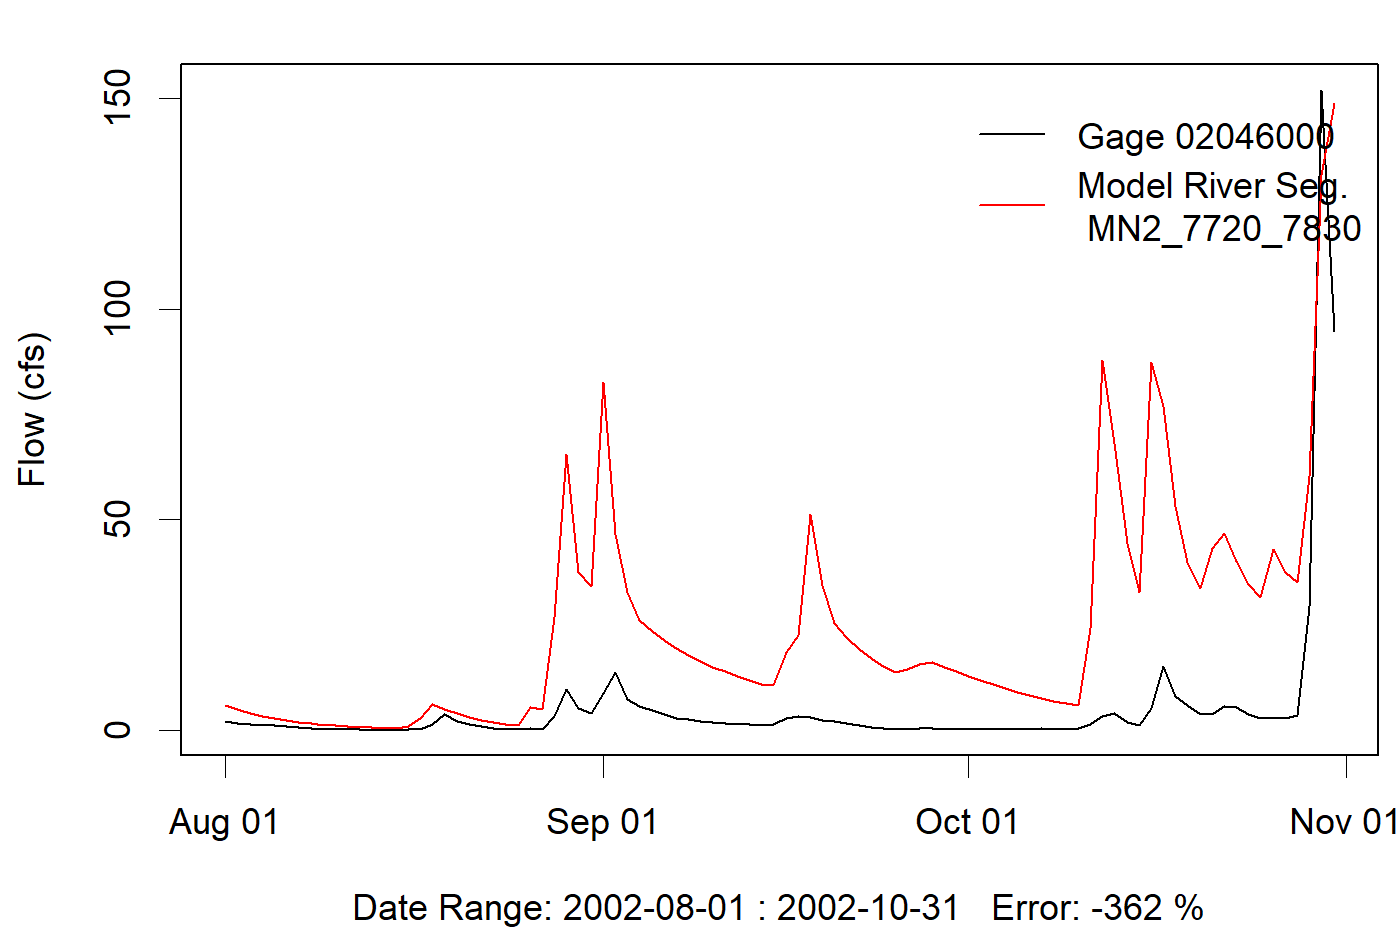 150
100
50
0
Flow (cfs)
Gage 02046000
Model River Seg.
MN2_7720_7830
Aug 01
Sep 01
Oct 01
Nov 01
Date Range: 2002-08-01 : 2002-10-31 Error: -362 %